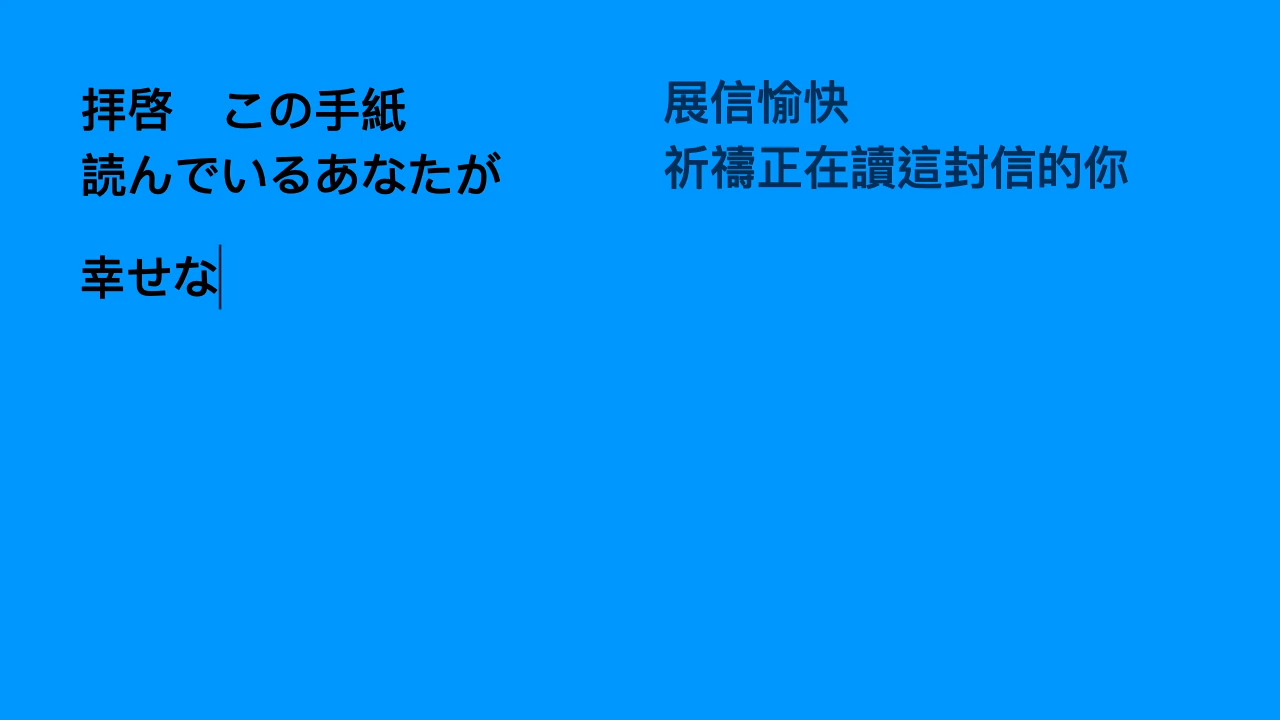 拝啓　この手紙
読んでいるあなたが
幸せな
展信愉快
祈禱正在讀這封信的你